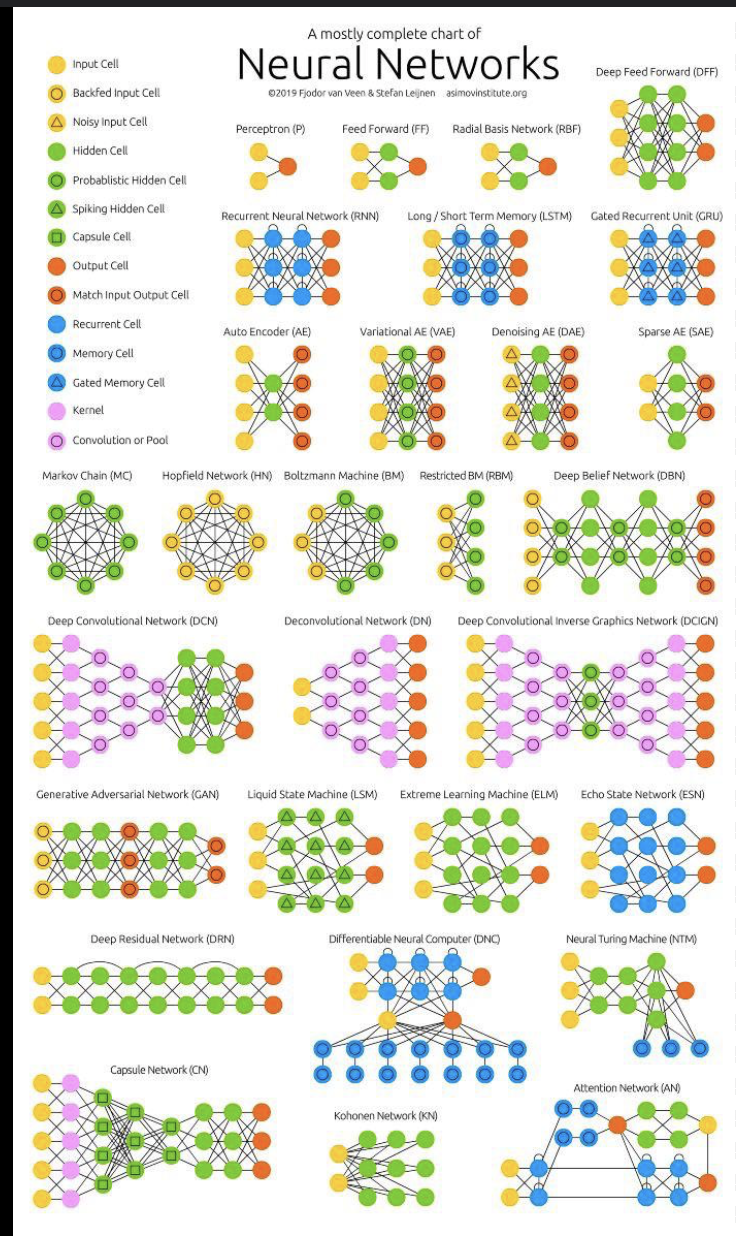 A mostly complete chart of
Neural Networks
©2019 Fjodor van Veen & Stefan Leijnen asimovinstitute.org
Input Cell
Backfed Input Cell
Noisy Input Cell
Hidden Cell
Probablistic Hidden Cell
Spiking Hidden Cell
Capsule Cell
Output Cell
Match Input Output Cell
Recurrent Cell
Memory Cell
Gated Memory Cell
Kernel
Convolution or Pool
Deep Feed Forward (DFF)
Perceptron (P)
Feed Forward (FF)
Radial Basis Network (RBF)
Recurrent Neural Network (RNN)
Long / Short Term Memory (LSTM)
Gated Recurrent Unit (GRU)
Auto Encoder (AE)
Variational AE (VAE)
Denoising AE (DAE)
Sparse AE (SAE)
Markov Chain (MC)
Hopfield Network (HN)
Boltzmann Machine (BM)
Restricted BM (RBM)
Deep Belief Network (DBN)
Deep Convolutional Network (DCN)
Deconvolutional Network (DN)
Deep Convolutional Inverse Graphics Network (DCIGN)
Generative Adversarial Network (GAN)
Liquid State Machine (LSM)
Extreme Learning Machine (ELM)
Echo State Network (ESN)
Deep Residual Network (DRN)
Differentiable Neural Computer (DNC)
Neural Turing Machine (NTM)
Capsule Network (CN)
Kohonen Network (KN)
Attention Network (AN)